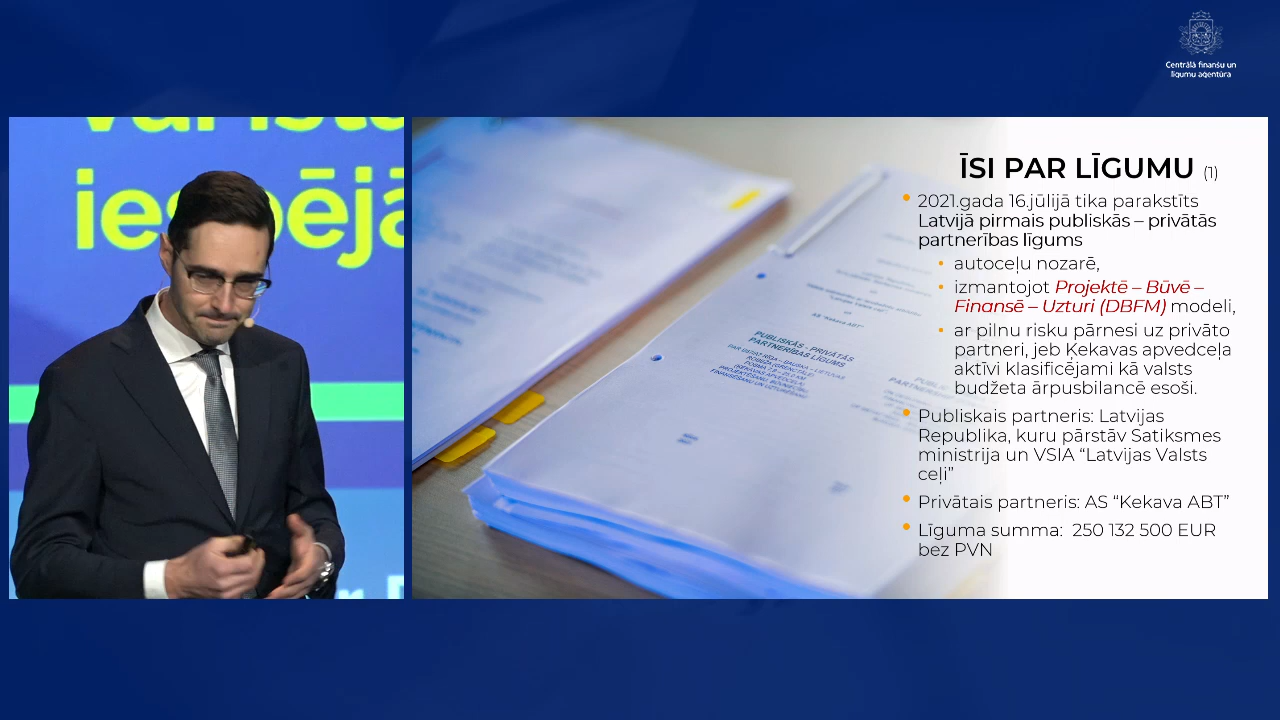 Centrālā finanšu un
līgumu aģentūra
iespējā
ĪSI PAR LĪGUMU (1)
2021.gada 16.jūlijā tika parakstīts
Latvijā pirmais publiskās – privātās
partnerības līgums
autoceļu nozarē,
izmantojot Projektē – Būvē –
Finansē – Uzturi (DBFM) modeli,
ar pilnu risku pārnesi uz privāto
partneri, jeb Ķekavas apvedceļa
aktīvi klasificējami kā valsts
budžeta ārpusbilancē esoši.
Publiskais partneris: Latvijas
Republika, kuru pārstāv Satiksmes
ministrija un VSIA “Latvijas Valsts
ceļi”
Privātais partneris: AS “Kekava ABT”
Līguma summa: 250 132 500 EUR
bez PVN
PUBLISKĀS - PRIVĀTĀS
PARTNERĪBAS LĪGUMS